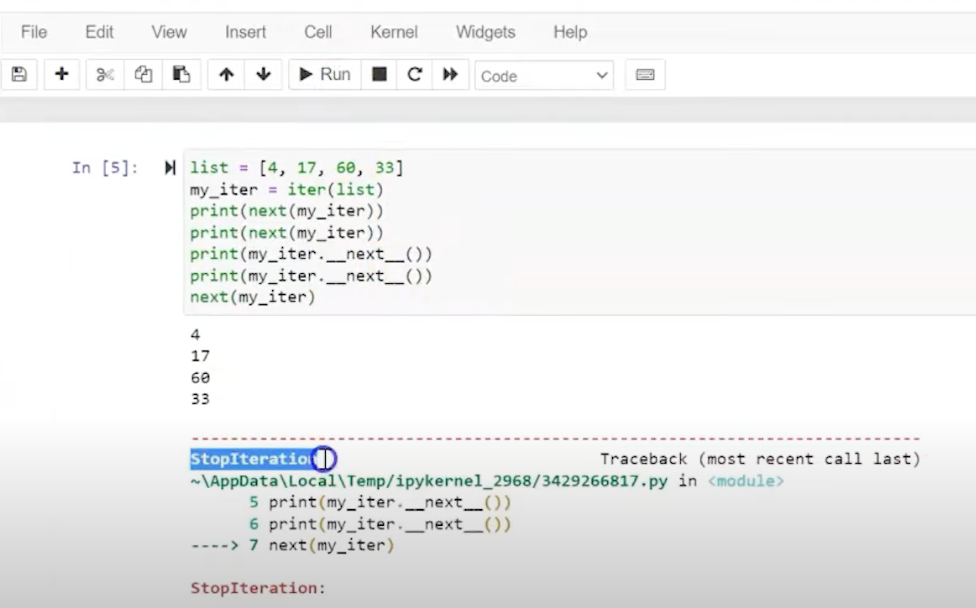 File Edit View Insert Cell Kernel Widgets Help
Run Code
In [5]:
list = [4, 17, 60, 33]
my_iter = iter(list)
print(next(my_iter))
print(next(my_iter))
print(my_iter.__next__())
print(my_iter.__next__())
next(my_iter)
4
17
60
33
---------------------------------------------------------------------------
StopIteration Traceback (most recent call last)
~\AppData\Local\Temp/ipykernel_2968/3429266817.py in <module>
5 print(my_iter.__next__())
6 print(my_iter.__next__())
----> 7 next(my_iter)
StopIteration: